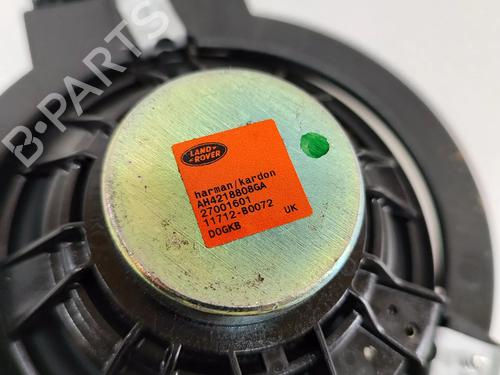 B-PARTS
LAND-
ROVER
harman/kardon
AH4218808GA
27001601
11712-B0072 UK
D0GKB